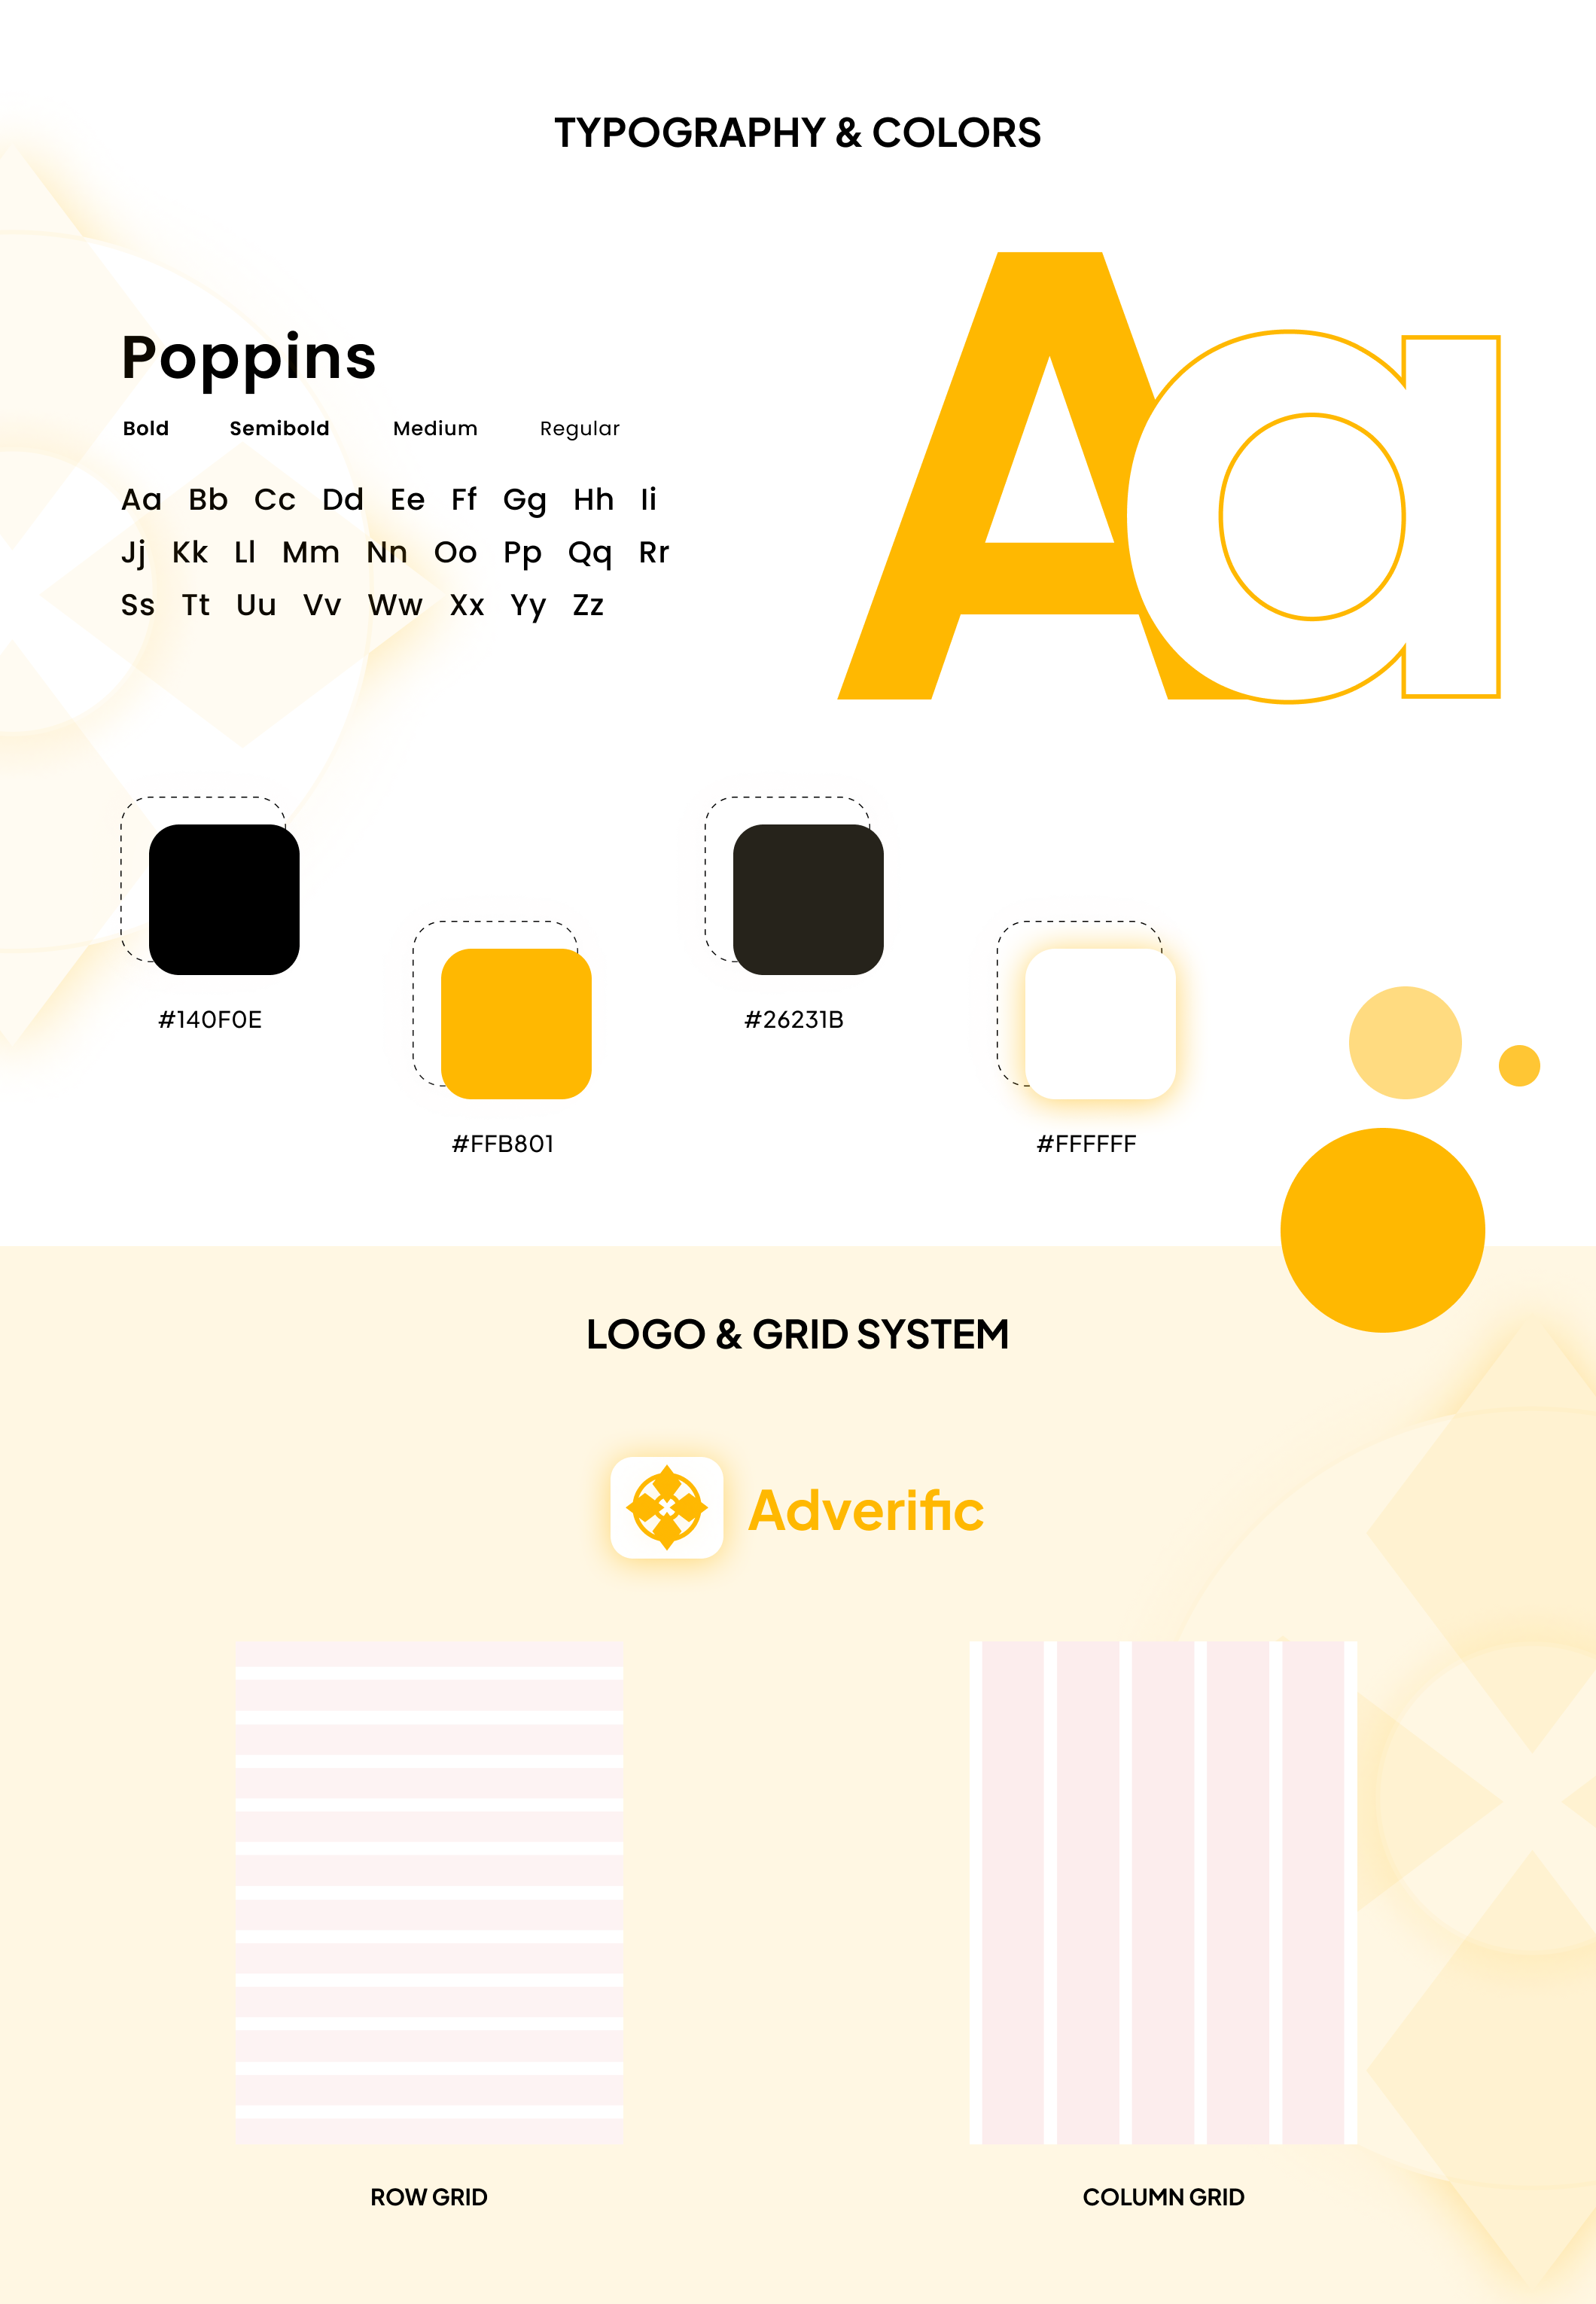 TYPOGRAPHY & COLORS
Aa
Poppins
Bold Semibold Medium Regular
Aa Bb Cc Dd Ee Ff Gg Hh Ii
Jj Kk Ll Mm Nn Oo Pp Qq Rr
Ss Tt Uu Vv Ww Xx Yy Zz
#140F0E
#FFB801
#26231B
#FFFFFF
LOGO & GRID SYSTEM
Adverific
ROW GRID
COLUMN GRID